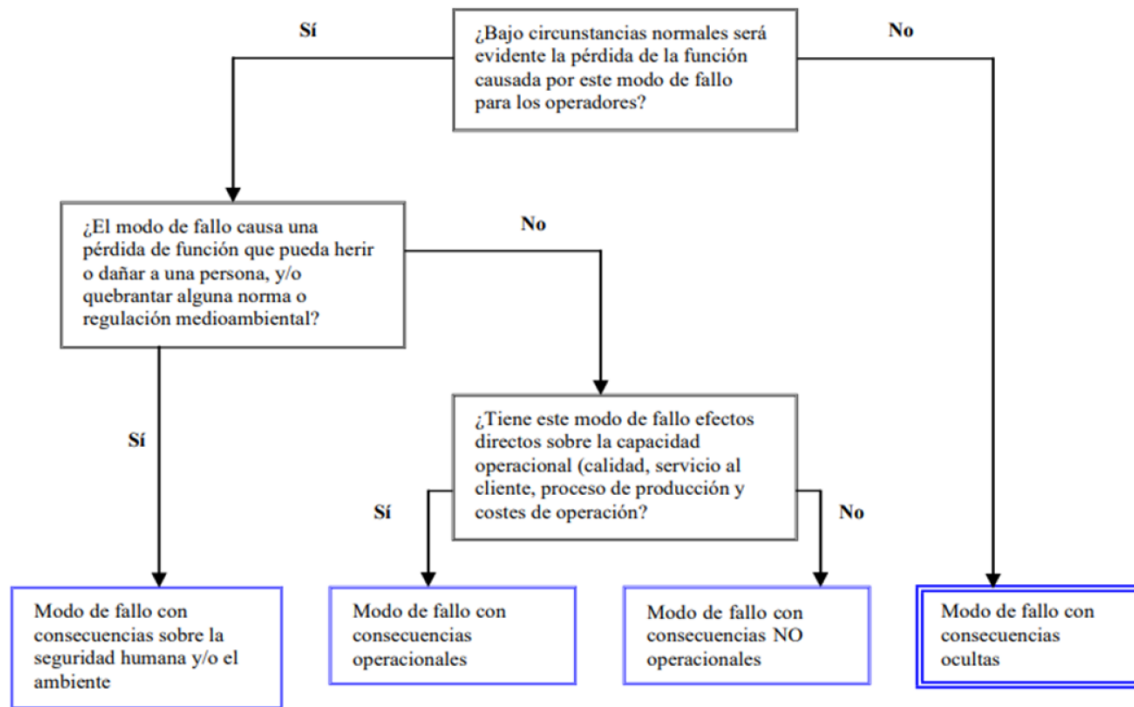 Sí
¿Bajo circunstancias normales será
evidente la pérdida de la función
causada por este modo de fallo
para los operadores?
No
¿El modo de fallo causa una
pérdida de función que pueda herir
o dañar a una persona, y/o
quebrantar alguna norma o
regulación medioambiental?
No
Sí
¿Tiene este modo de fallo efectos
directos sobre la capacidad
operacional (calidad, servicio al
cliente, proceso de producción y
costes de operación?
Sí
No
Modo de fallo con
consecuencias sobre la
seguridad humana y/o el
ambiente
Modo de fallo con
consecuencias
operacionales
Modo de fallo con
consecuencias NO
operacionales
Modo de fallo con
consecuencias
ocultas